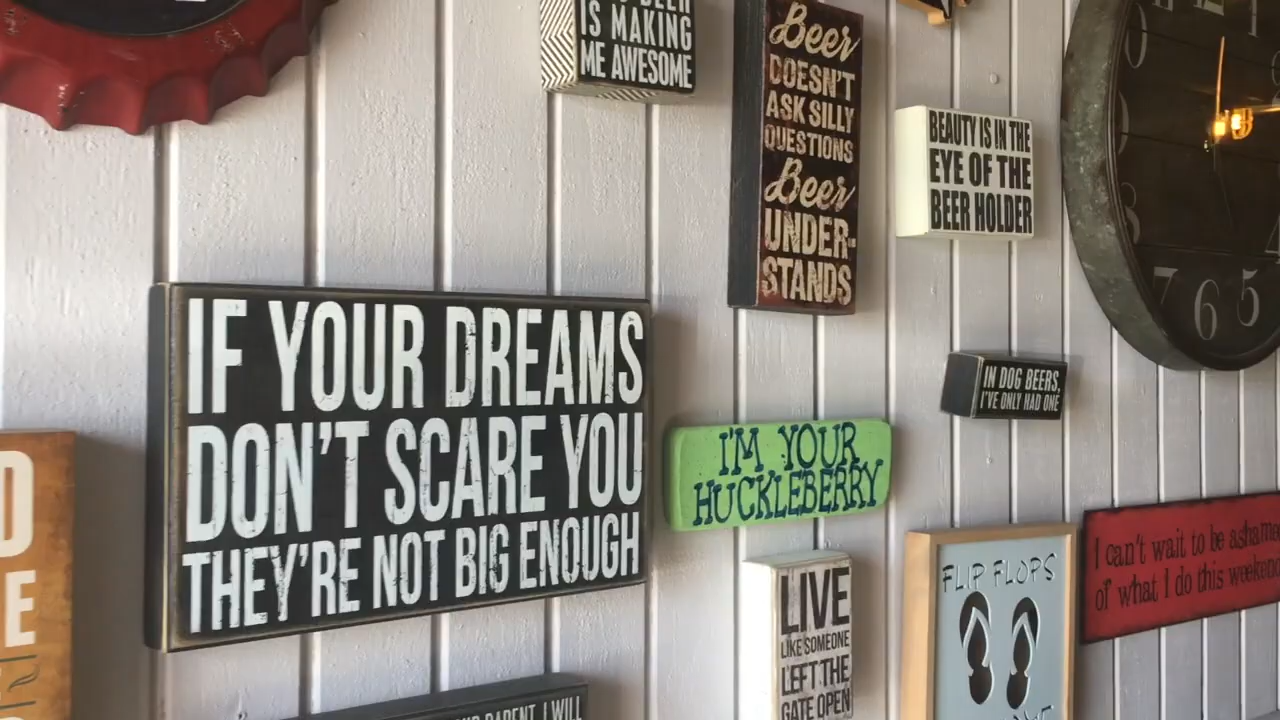 IS MAKING
ME AWESOME
Beer
DOESN'T
ASK SILLY
QUESTIONS
Beer
UNDER-
STANDS
BEAUTY IS IN THE
EYE OF THE
BEER HOLDER
7 6 5
IF YOUR DREAMS
DON'T SCARE YOU
THEY'RE NOT BIG ENOUGH
IN DOG BEERS,
I'VE ONLY HAD ONE
I'M YOUR
HUCKLEBERRY
I can't wait to be
of what I do this
FLIP FLOPS
LIVE
LIKE SOMEONE
LEFT THE
GATE OPEN
PARENT, I WILL